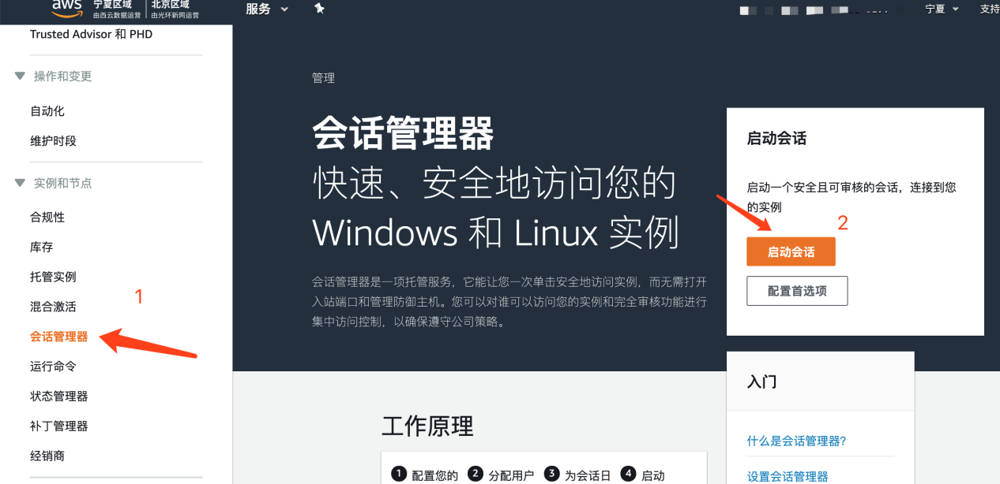 aws
宁夏区域
由西云数据运营
北京区域
由光环新网运营
服务
宁夏
支持
Trusted Advisor 和 PHD
操作和变更
自动化
维护时段
实例和节点
合规性
库存
托管实例
混合激活
会话管理器
运行命令
状态管理器
补丁管理器
经销商
1
管理
会话管理器
快速、安全地访问您的
Windows 和 Linux 实例
会话管理器是一项托管服务，它能让您一次单击安全地访问实例，而无需打开
入站端口和管理防御主机。您可以对谁可以访问您的实例和完全审核功能进行
集中访问控制，以确保遵守公司策略。
启动会话
启动一个安全且可审核的会话，连接到您
的实例
2
启动会话
配置首选项
入门
什么是会话管理器?
设置会话管理器
工作原理
1 配置您的 2 分配用户 3 为会话日 4 启动